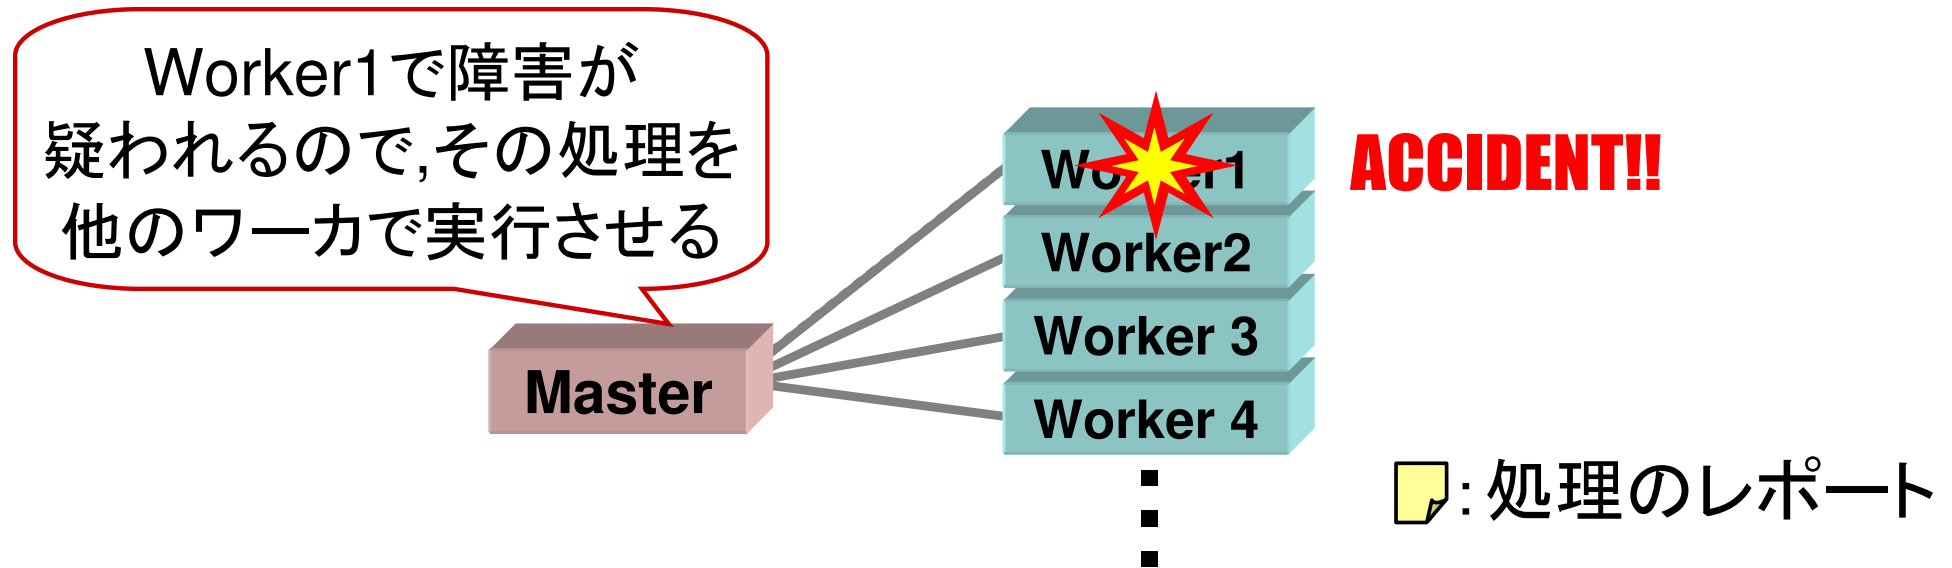 Worker1で障害が
疑われるので,その処理を
他のワーカで実行させる
Worker1
ACCIDENT!!
Worker2
Worker 3
Master
Worker 4
: 処理のレポート